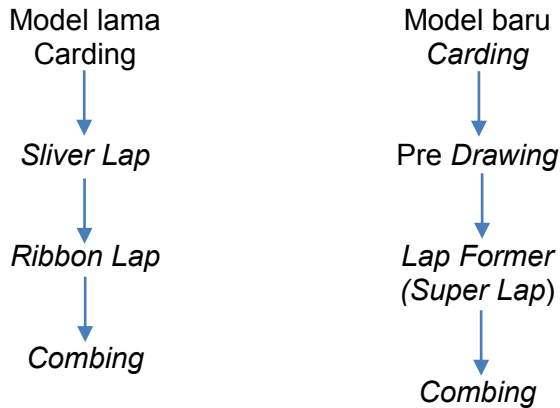 Model lama
Carding
Sliver Lap
Ribbon Lap
Combing
Model baru
Carding
Pre Drawing
Lap Former
(Super Lap)
Combing